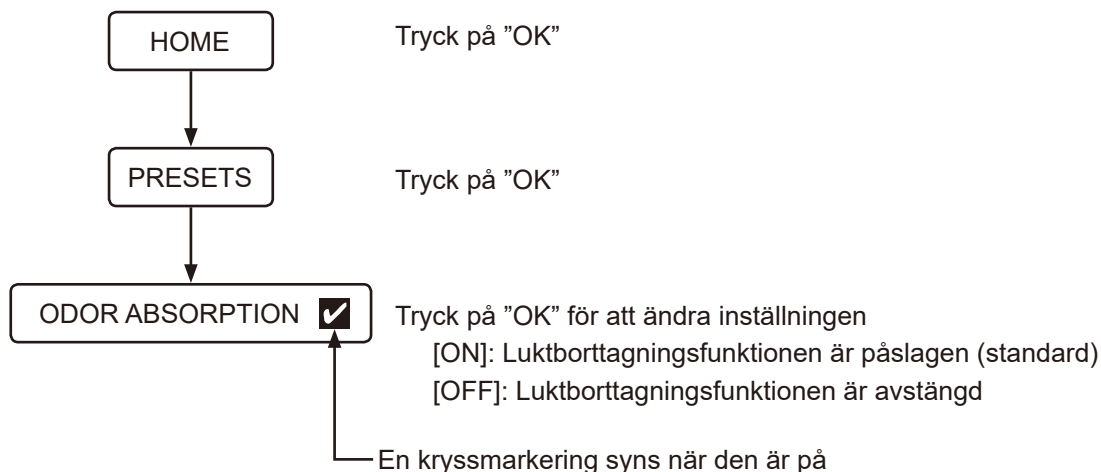 HOME
Tryck på ”OK”
PRESETS
Tryck på ”OK”
ODOR ABSORPTION ✔
Tryck på ”OK” för att ändra inställningen
[ON]: Luktborttagningsfunktionen är påslagen (standard)
[OFF]: Luktborttagningsfunktionen är avstängd
En kryssmarkering syns när den är på